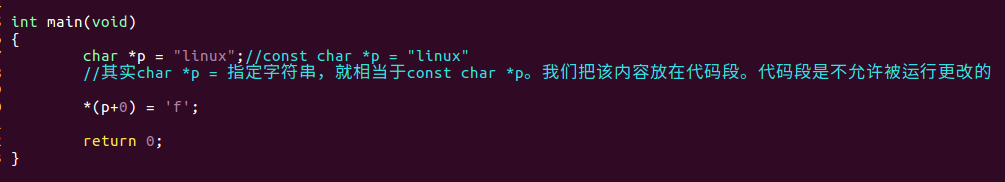 int main(void)
{
char *p = "linux";//const char *p = "linux"
//其实char *p = 指定字符串，就相当于const char *p。我们把该内容放在代码段。代码段是不允许被运行更改的
*(p+0) = 'f';
return 0;
}